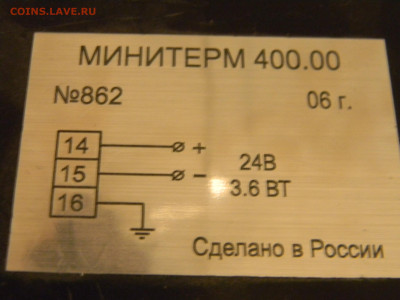 COINS.LAVE.RU
МИНИТЕРМ 400.00
№862 06 г.
14 +
15 −
16
24В
3.6 ВТ
Сделано в России